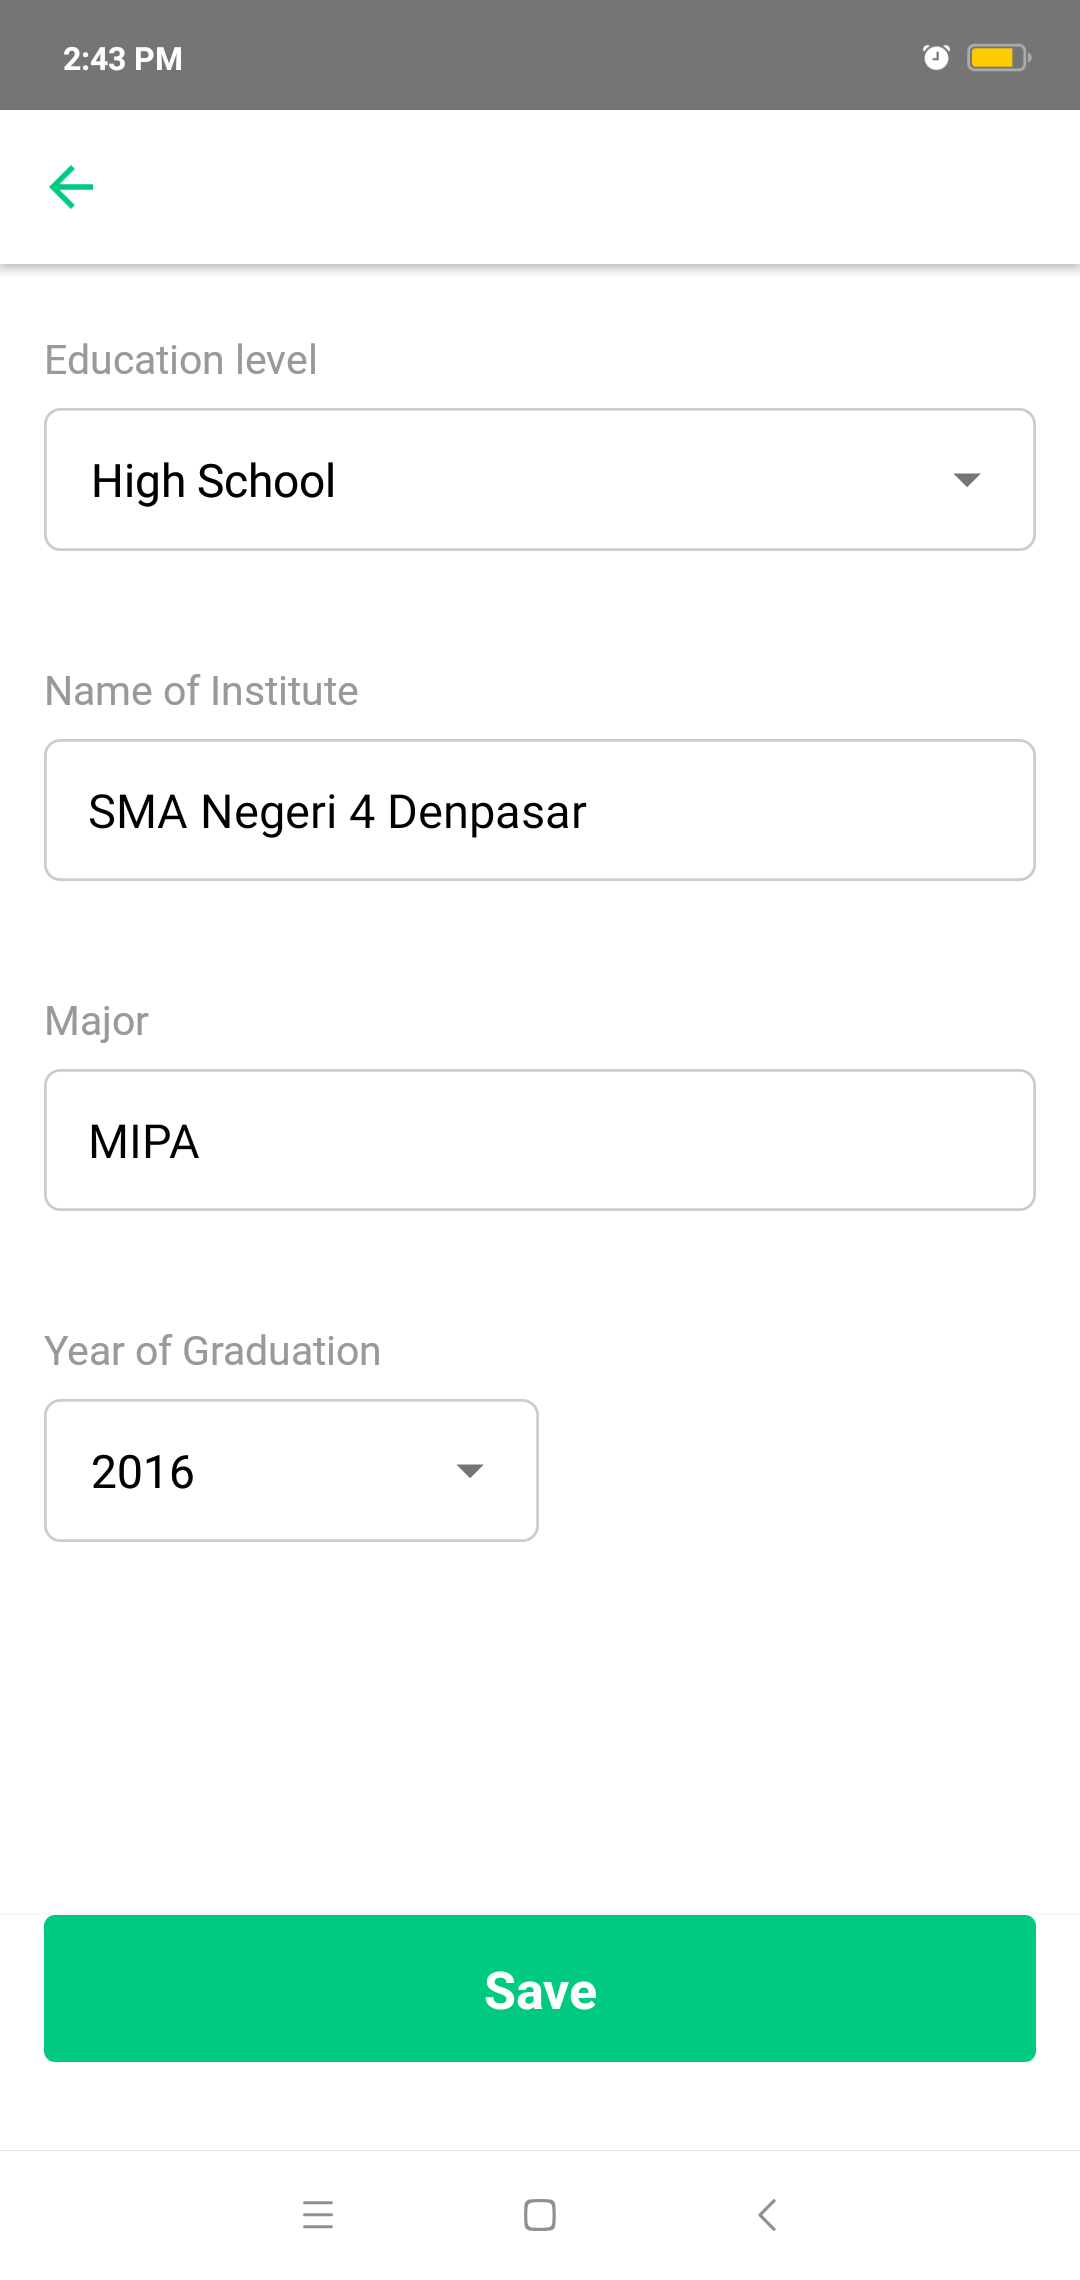 2:43 PM
Education level
High School
Name of Institute
SMA Negeri 4 Denpasar
Major
MIPA
Year of Graduation
2016
Save